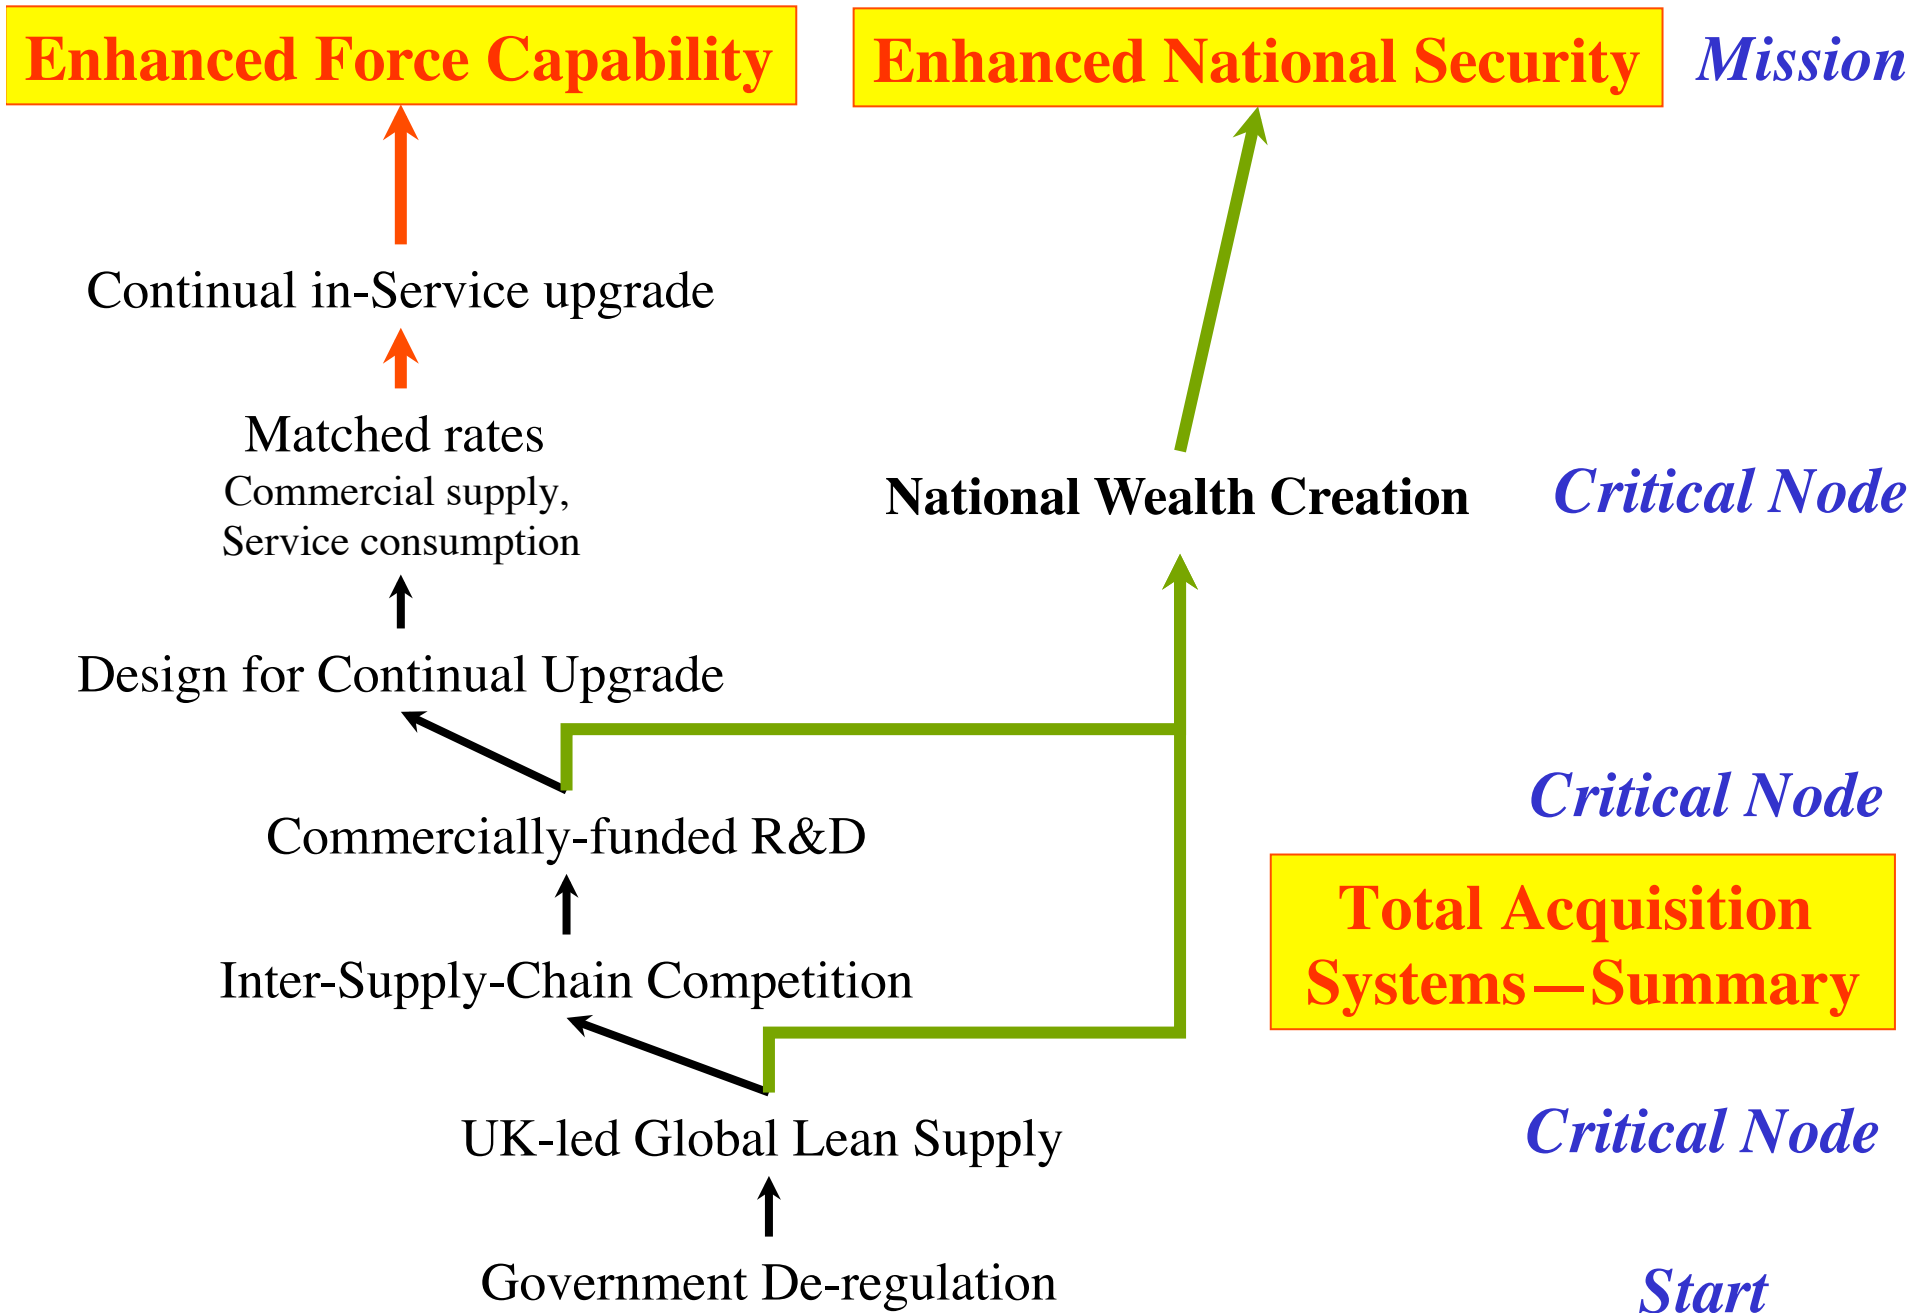 Enhanced Force Capability
Enhanced National Security
Mission
Continual in-Service upgrade
Matched rates
Commercial supply,
Service consumption
National Wealth Creation
Critical Node
Design for Continual Upgrade
Critical Node
Commercially-funded R&D
Total Acquisition
Systems—Summary
Inter-Supply-Chain Competition
UK-led Global Lean Supply
Critical Node
Government De-regulation
Start